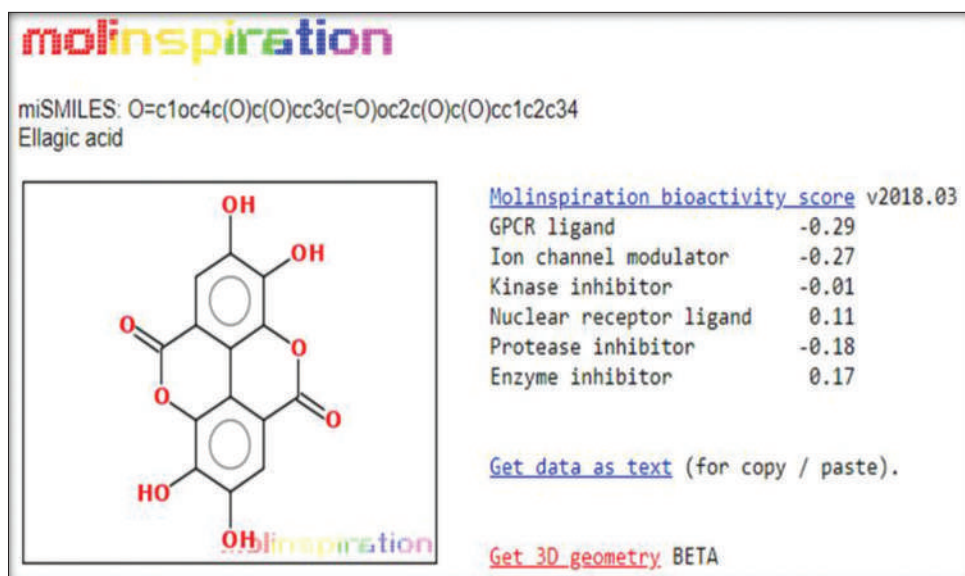 molinspiration
miSMILES: O=c1oc4c(O)c(O)cc3c(=O)oc2c(O)c(O)cc1c2c34
Ellagic acid
OH
OH
O
O
O
O
HO
OH
molinspiration
Molinspiration bioactivity score v2018.03
GPCR ligand -0.29
Ion channel modulator -0.27
Kinase inhibitor -0.01
Nuclear receptor ligand 0.11
Protease inhibitor -0.18
Enzyme inhibitor 0.17
Get data as text (for copy / paste).
Get 3D geometry BETA